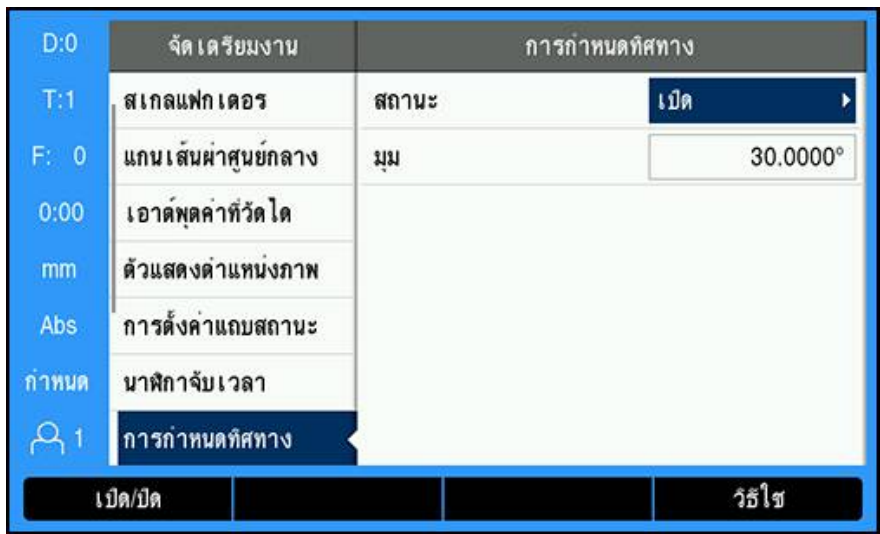 D:0
จัดเตรียมงาน
การกำหนดทิศทาง
T:1
สเกลแฟกเตอร
สถานะ
เปิด
F: 0
แกนเส้นผ่าศูนย์กลาง
มุม
30.0000°
0:00
เอาต์พุตค่าที่วัดได
mm
ตัวแสดงตำแหน่งภาพ
Abs
การตั้งค่าแถบสถานะ
กำหนด
นาฬิกาจับเวลา
1
การกำหนดทิศทาง
เปิด/ปิด
วิธีใช